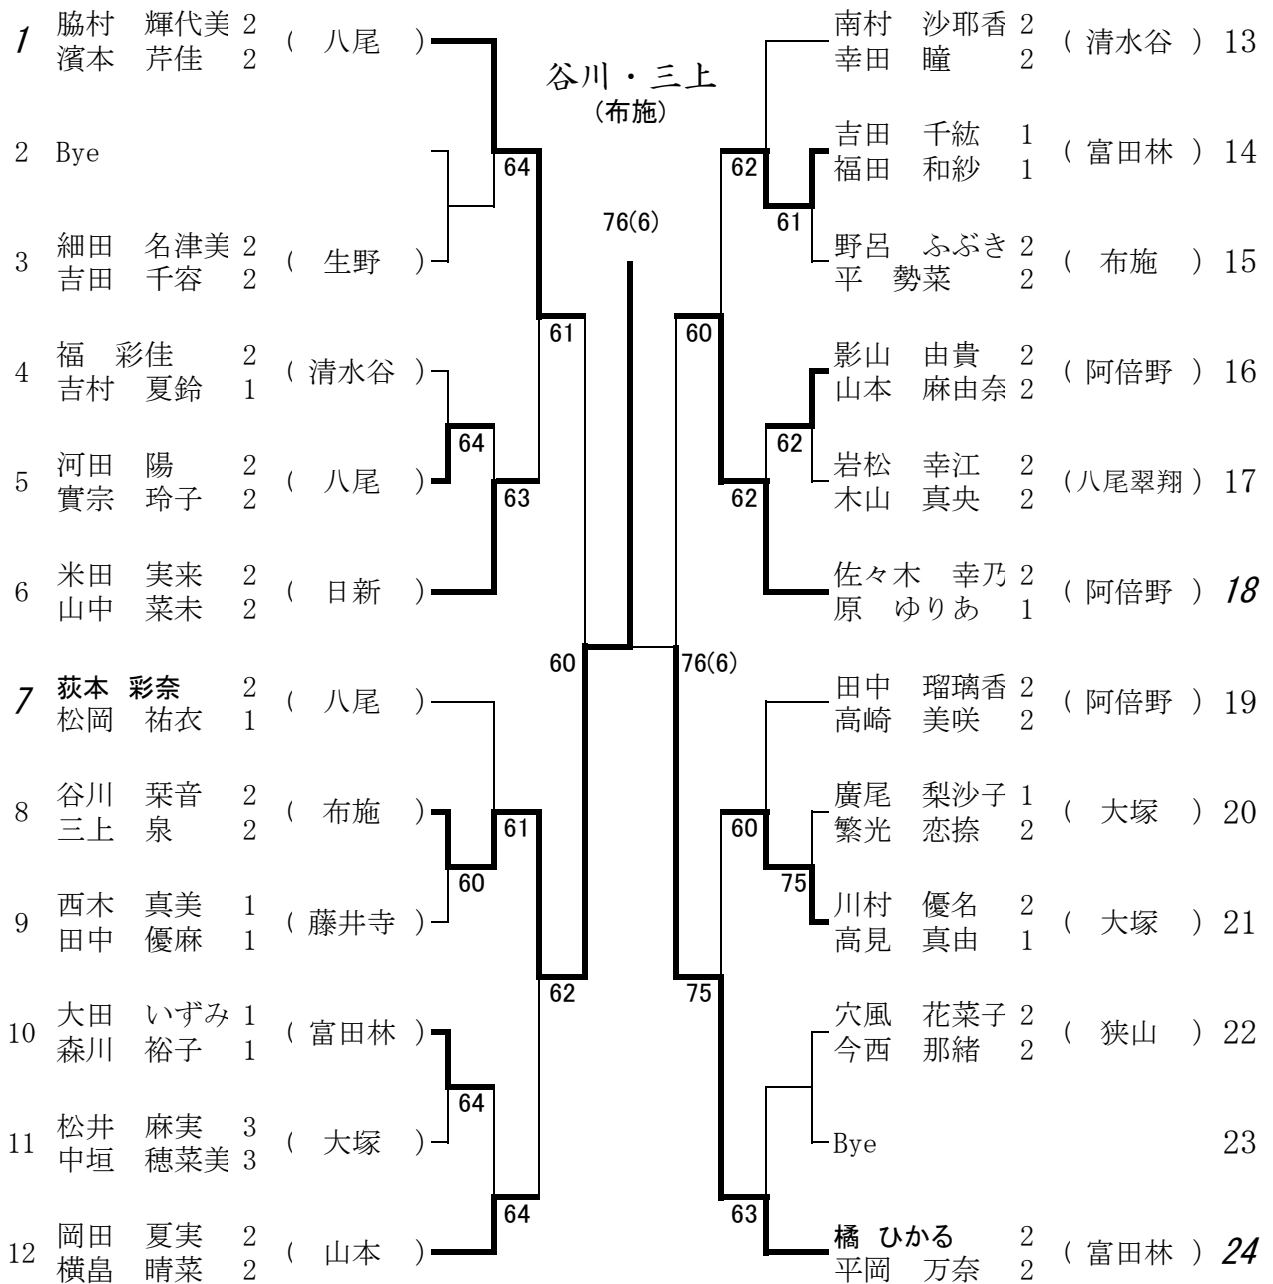 谷川・三上
(布施)
76(6)
1 脇村 輝代美 2 ( 八尾 )
濱本 芹佳 2
2 Bye
3 細田 名津美 2 ( 生野 )
吉田 千容 2
4 福 彩佳 2 ( 清水谷 )
吉村 夏鈴 1
5 河田 陽 2 ( 八尾 )
實宗 玲子 2
6 米田 実来 2 ( 日新 )
山中 菜未 2
7 荻本 彩奈 2 ( 八尾 )
松岡 祐衣 1
8 谷川 栞音 2 ( 布施 )
三上 泉 2
9 西木 真美 1 ( 藤井寺 )
田中 優麻 1
10 大田 いずみ 1 ( 富田林 )
森川 裕子 1
11 松井 麻実 3 ( 大塚 )
中垣 穂菜美 3
12 岡田 夏実 2 ( 山本 )
横畠 晴菜 2
64
61
64
63
60
61
60
62
64
64
南村 沙耶香 2 ( 清水谷 ) 13
幸田 瞳 2
吉田 千紘 1 ( 富田林 ) 14
福田 和紗 1
野呂 ふぶき 2 ( 布施 ) 15
平 勢菜 2
影山 由貴 2 ( 阿倍野 ) 16
山本 麻由奈 2
岩松 幸江 2 (八尾翠翔) 17
木山 真央 2
佐々木 幸乃 2 ( 阿倍野 ) 18
原 ゆりあ 1
田中 瑠璃香 2 ( 阿倍野 ) 19
高崎 美咲 2
廣尾 梨沙子 1 ( 大塚 ) 20
繁光 恋捺 2
川村 優名 2 ( 大塚 ) 21
高見 真由 1
穴風 花菜子 2 ( 狭山 ) 22
今西 那緒 2
Bye 23
橘 ひかる 2 ( 富田林 ) 24
平岡 万奈 2
62
61
60
62
62
76(6)
60
75
75
63